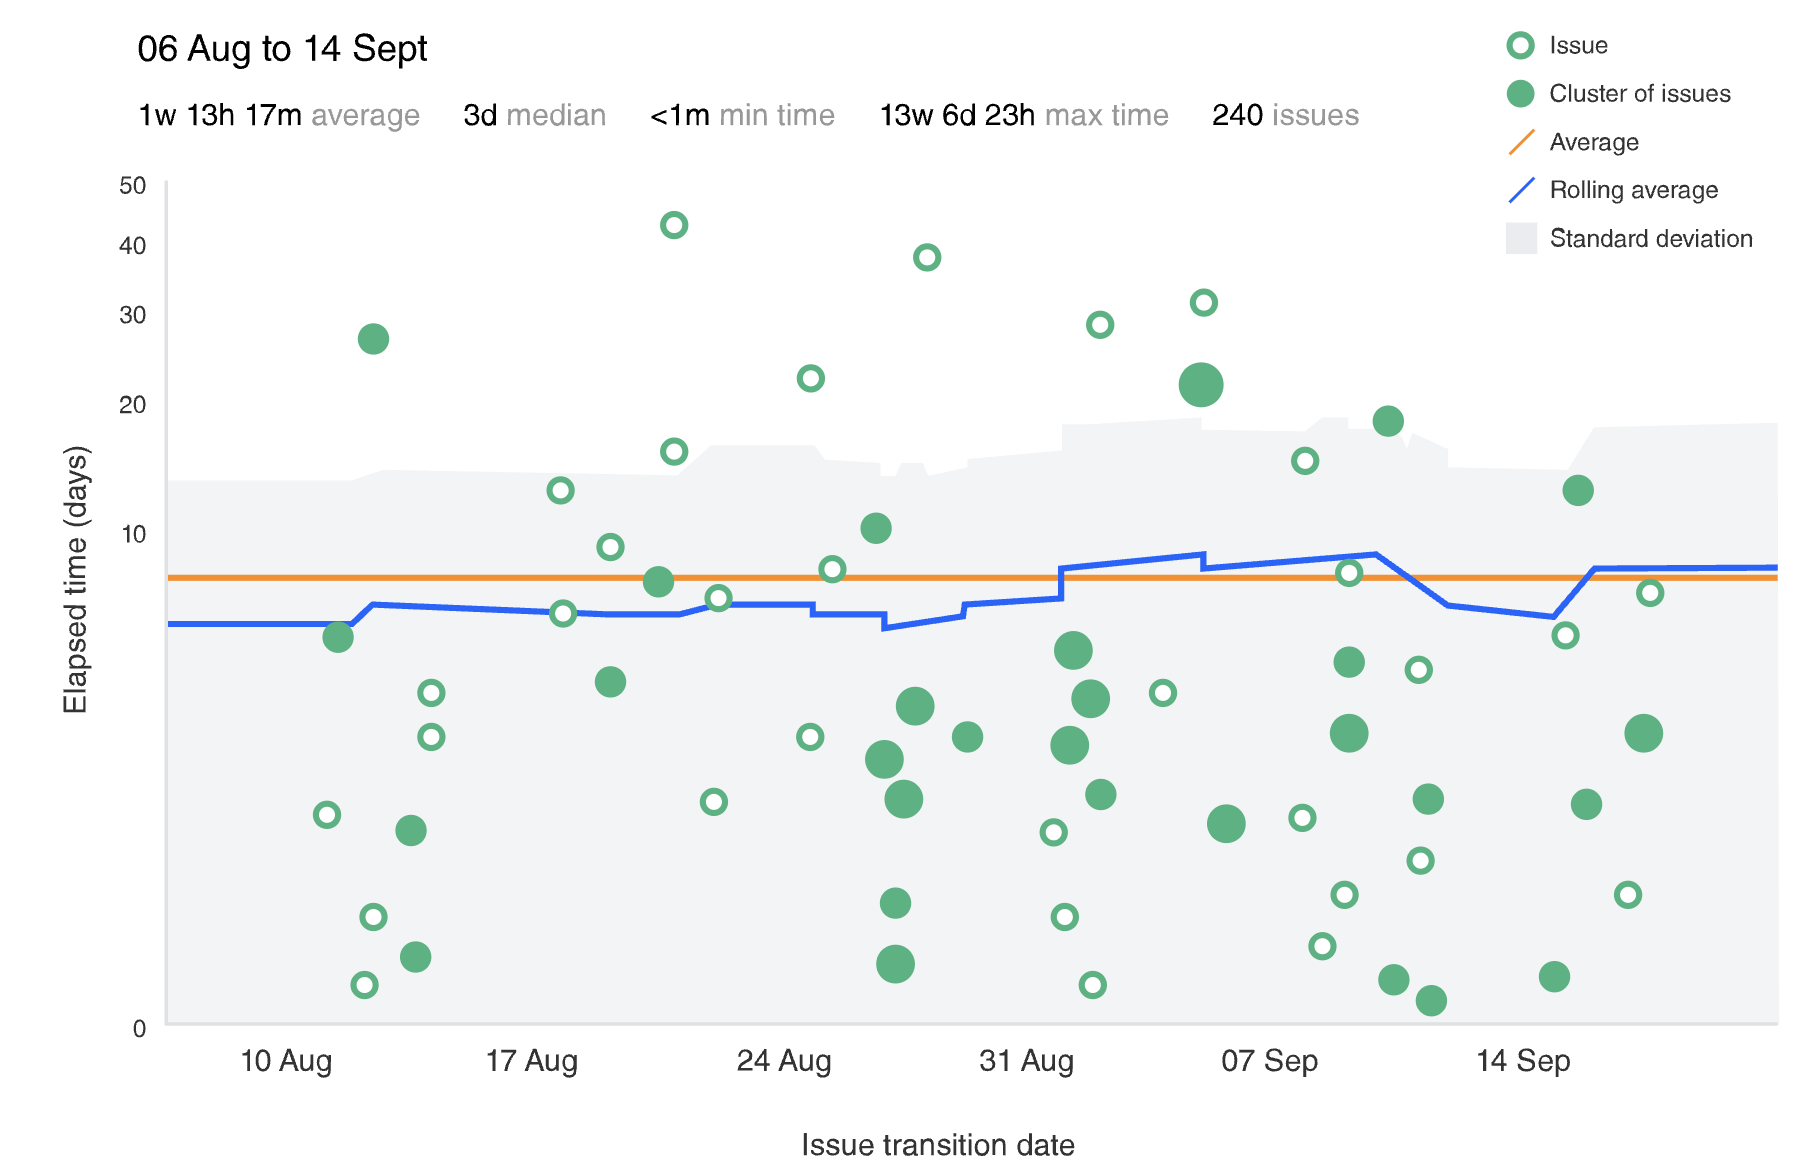 06 Aug to 14 Sept
1w 13h 17m average 3d median <1m min time 13w 6d 23h max time 240 issues
Issue
Cluster of issues
Average
Rolling average
Standard deviation
Elapsed time (days)
50
40
30
20
10
0
10 Aug 17 Aug 24 Aug 31 Aug 07 Sep 14 Sep
Issue transition date